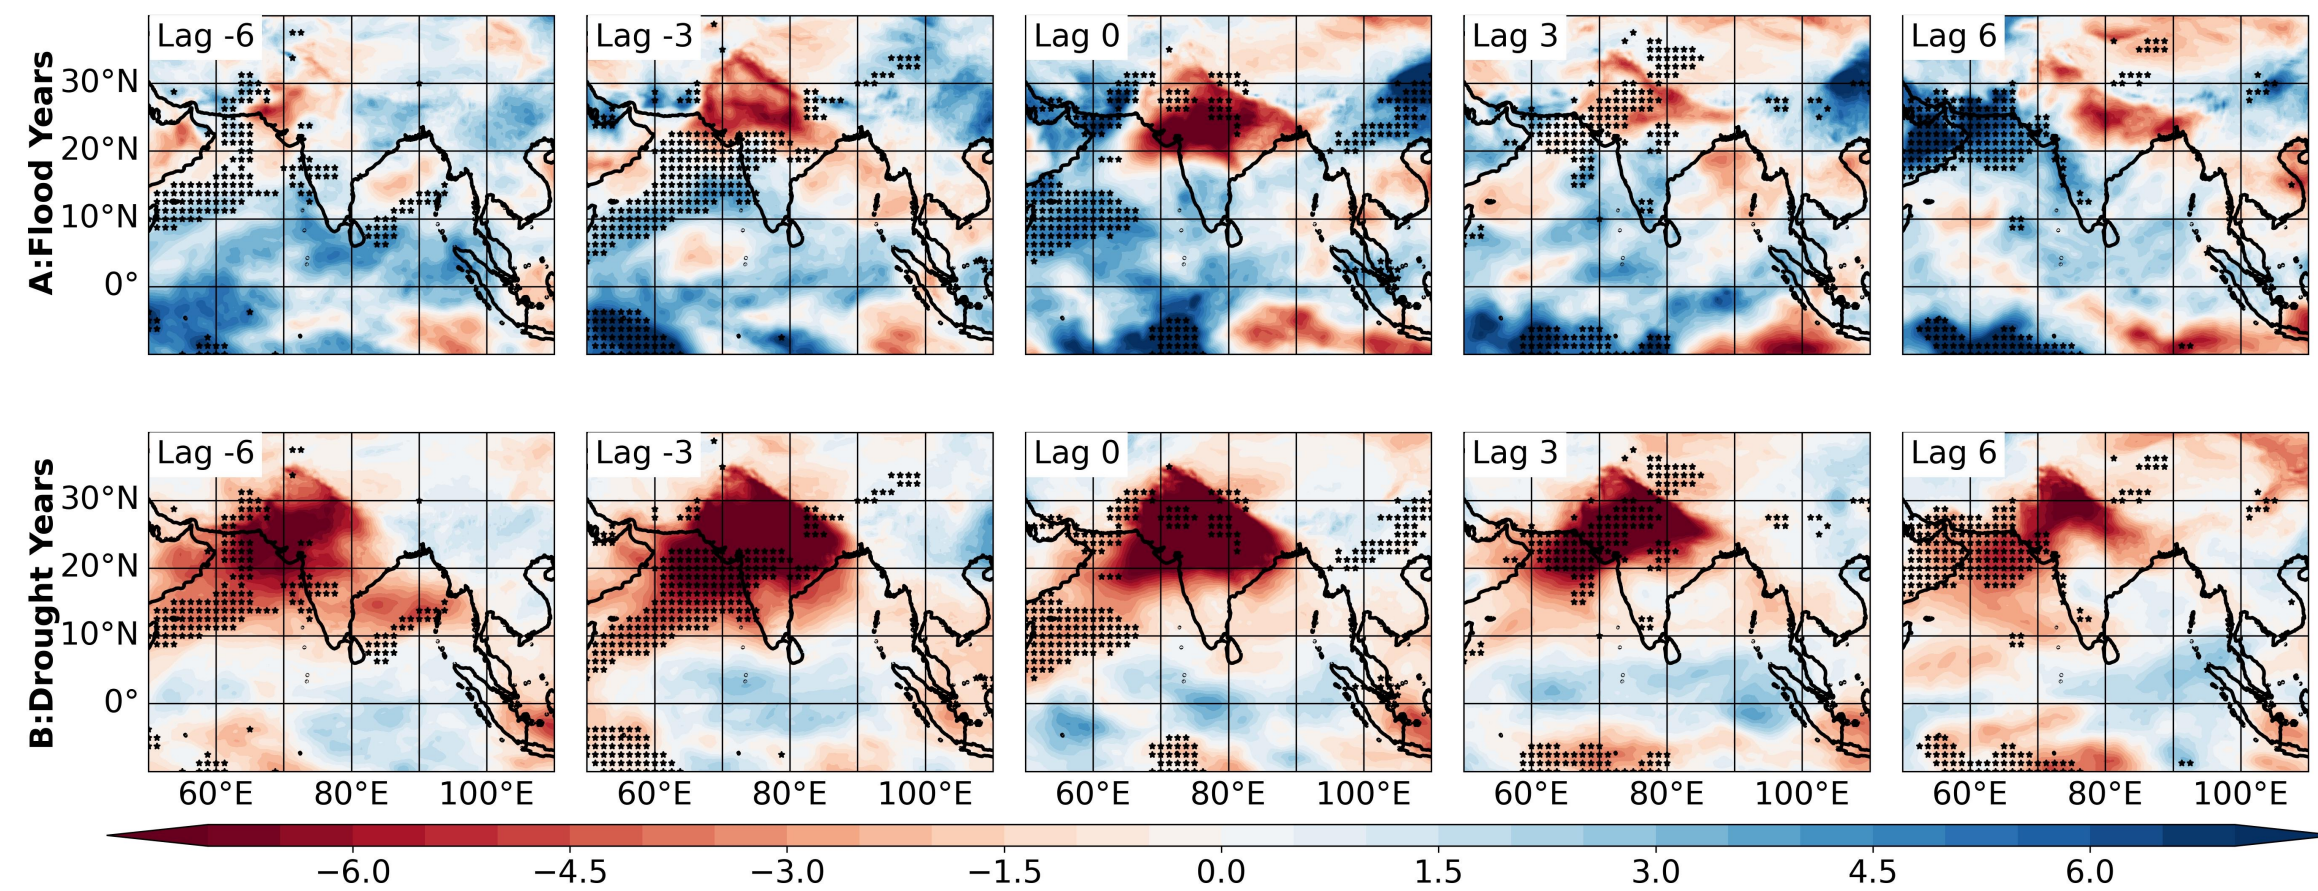 A:Flood Years
Lag -6
Lag -3
Lag 0
Lag 3
Lag 6
30°N
20°N
10°N
0°
B:Drought Years
Lag -6
Lag -3
Lag 0
Lag 3
Lag 6
30°N
20°N
10°N
0°
60°E 80°E 100°E 60°E 80°E 100°E 60°E 80°E 100°E 60°E 80°E 100°E 60°E 80°E 100°E
−6.0 −4.5 −3.0 −1.5 0.0 1.5 3.0 4.5 6.0